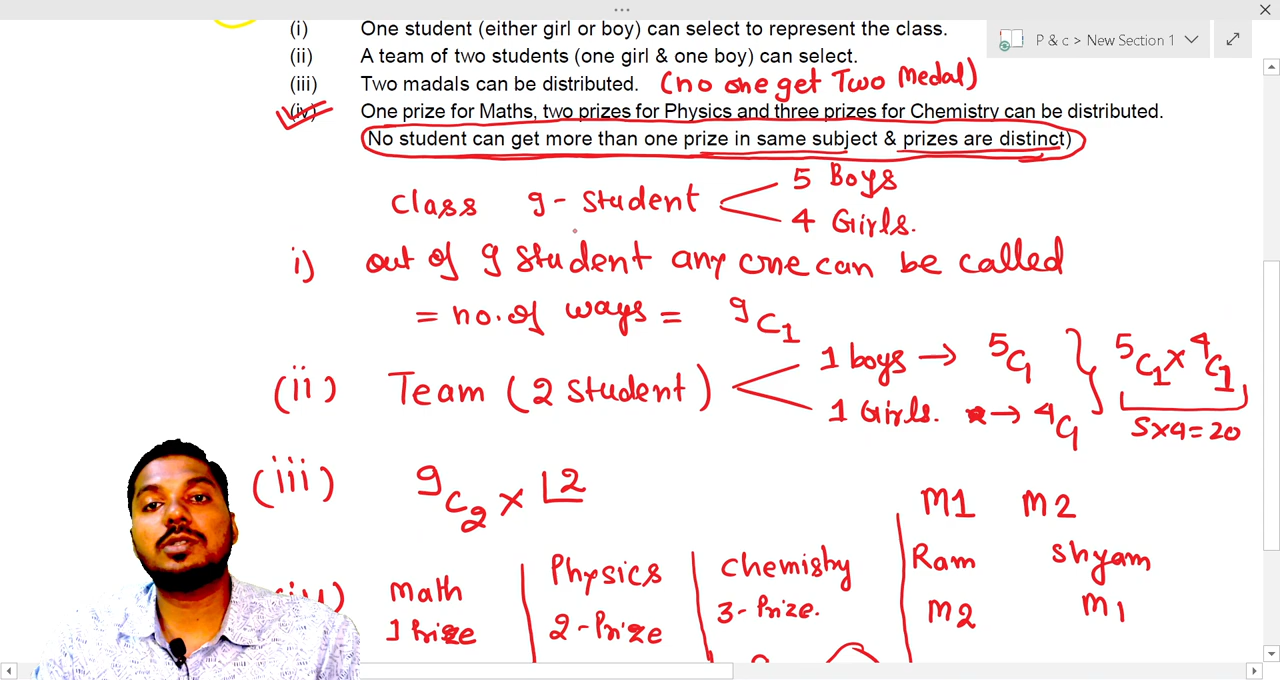 (i) One student (either girl or boy) can select to represent the class.
P & c > New Section 1
(ii) A team of two students (one girl & one boy) can select.
(iii) Two madals can be distributed. (no one get Two Medal)
(iv) One prize for Maths, two prizes for Physics and three prizes for Chemistry can be distributed.
No student can get more than one prize in same subject & prizes are distinct)
class 9 - student
5 Boys
4 Girls.
i) out of 9 student any one can be called
= no. of ways = 9C1
(ii) Team (2 student)
1 boys → 5C1
1 Girls. → 4C1
5C1 x 4C1
5x4=20
(iii) 9C2 x ⌊2
M1 M2
Ram Shyam
M2 M1
(iv) Math
1 Prize
Physics
2-Prize
Chemistry
3-Prize.